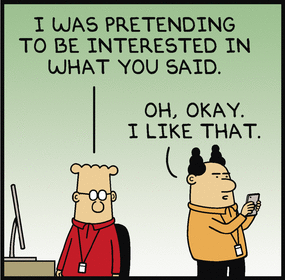 I WAS PRETENDING
TO BE INTERESTED IN
WHAT YOU SAID.
OH, OKAY.
I LIKE THAT.